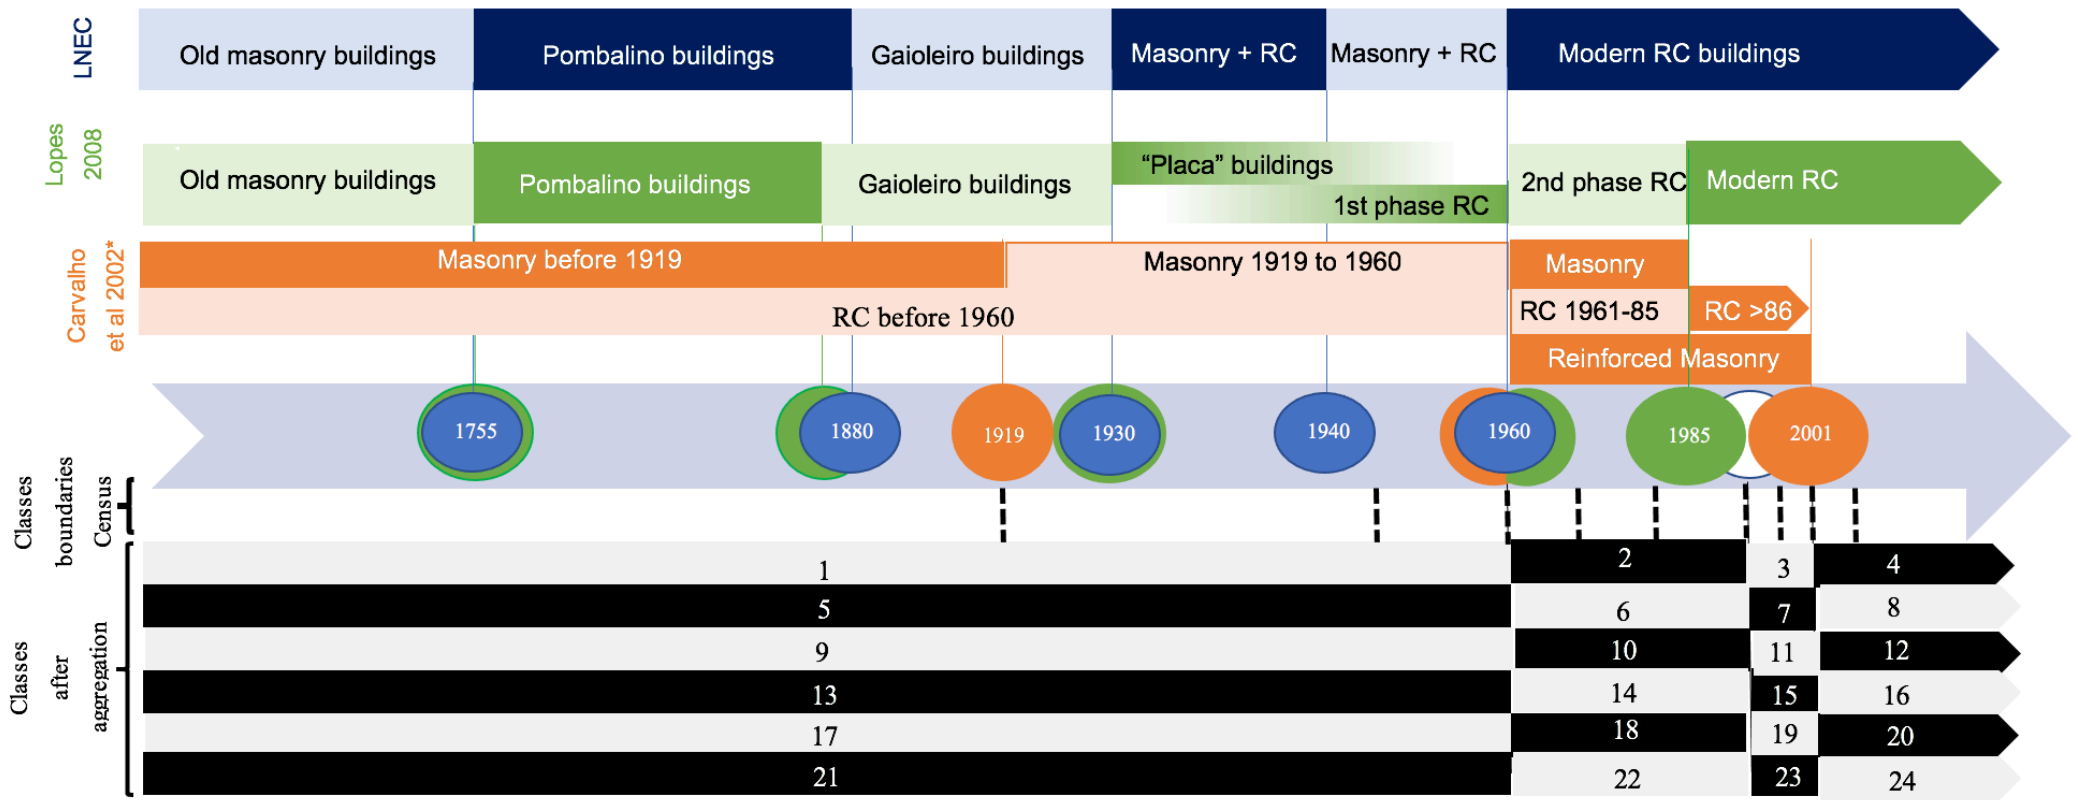 LNEC
Old masonry buildings
Pombalino buildings
Gaioleiro buildings
Masonry + RC
Masonry + RC
Modern RC buildings
Lopes
2008
Old masonry buildings
Pombalino buildings
Gaioleiro buildings
“Placa” buildings
1st phase RC
2nd phase RC
Modern RC
Carvalho
et al 2002*
Masonry before 1919
Masonry 1919 to 1960
Masonry
RC before 1960
RC 1961-85
RC >86
Reinforced Masonry
1755
1880
1919
1930
1940
1960
1985
2001
Classes
boundaries
Census
Classes
after
aggregation
1
2
3
4
5
6
7
8
9
10
11
12
13
14
15
16
17
18
19
20
21
22
23
24